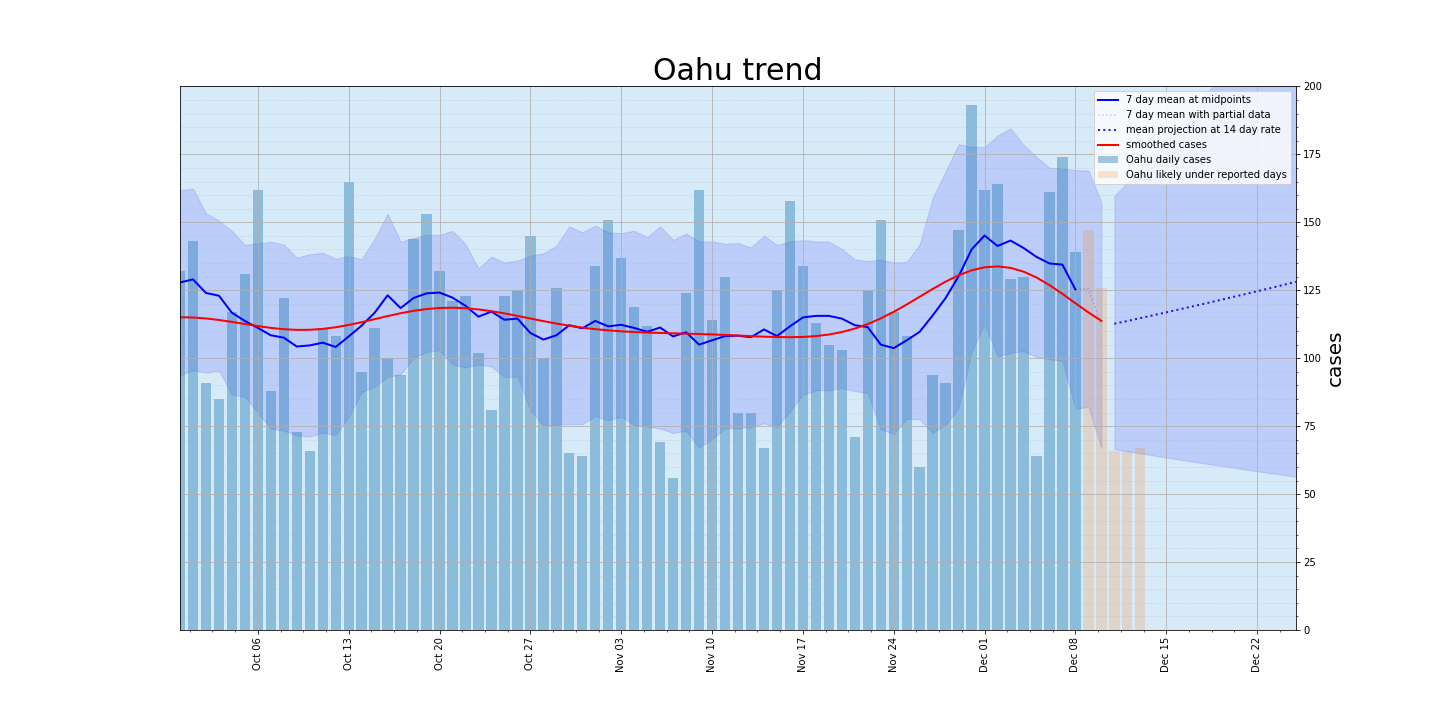 Oahu trend
7 day mean at midpoints
7 day mean with partial data
mean projection at 14 day rate
smoothed cases
Oahu daily cases
Oahu likely under reported days
200
175
150
125
100
75
50
25
0
cases
Oct 06
Oct 13
Oct 20
Oct 27
Nov 03
Nov 10
Nov 17
Nov 24
Dec 01
Dec 08
Dec 15
Dec 22